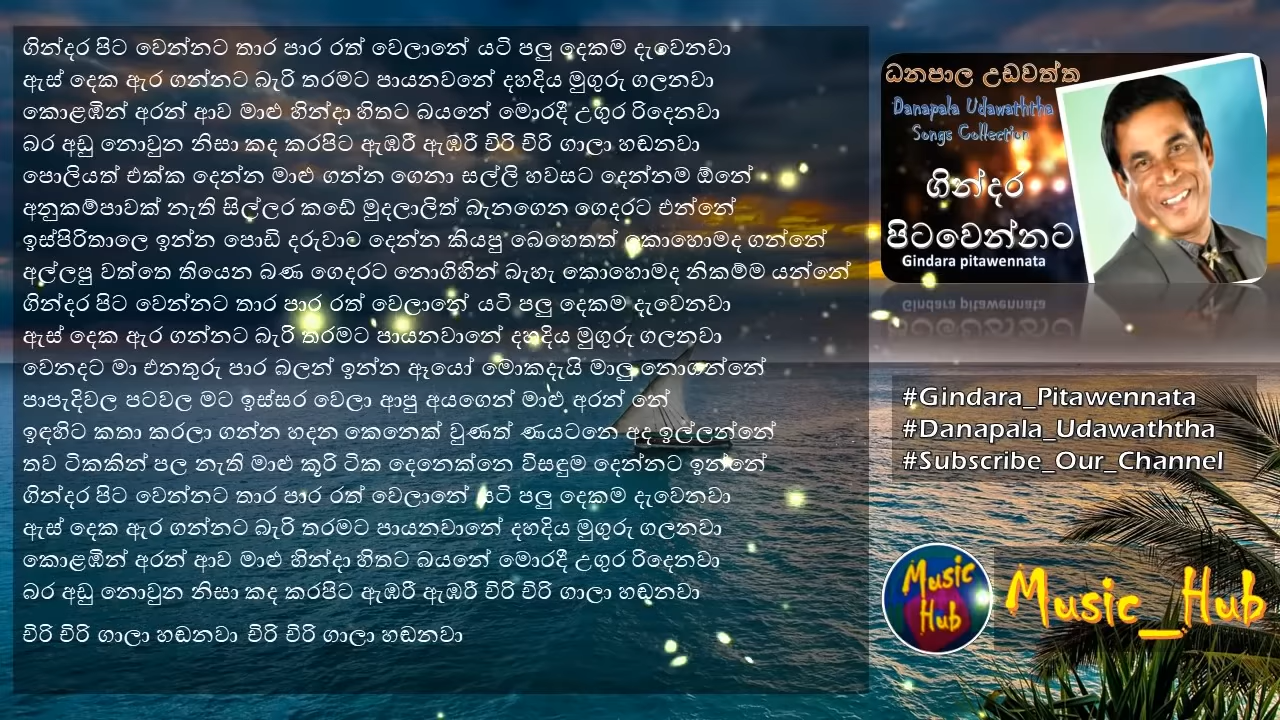 ගින්දර පිට වෙන්නට තාර පාර රත් වෙලානේ යටි පලු දෙකම දැවෙනවා
ඇස් දෙක ඇර ගන්නට බැරි තරමට පායනවනේ දහදිය මුගුරු ගලනවා
කොළඹින් අරන් ආව මාළු හින්දා හිතට බයනේ මොරදී උගුර රිදෙනවා
බර අඩු නොවුන නිසා කද කරපිට ඇඹරී ඇඹරී චිරි චිරි ගාලා හඬනවා
පොලියත් එක්ක දෙන්න මාළු ගන්න ගෙනා සල්ලි හවසට දෙන්නම ඕනේ
අනුකම්පාවක් නැති සිල්ලර කඩේ මුදලාලිත් බැනගෙන ගෙදරට එන්නේ
ඉස්පිරිතාලෙ ඉන්න පොඩි දරුවාට දෙන්න කියපු බෙහෙතත් කොහොමද ගන්නේ
අල්ලපු වත්තෙ තියෙන බණ ගෙදරට නොගිහින් බැහැ කොහොමද නිකම්ම යන්නේ
ගින්දර පිට වෙන්නට තාර පාර රත් වෙලානේ යටි පලු දෙකම දැවෙනවා
ඇස් දෙක ඇර ගන්නට බැරි තරමට පායනවානේ දහදිය මුගුරු ගලනවා
වෙනදට මා එනතුරු පාර බලන් ඉන්න ඈයෝ මොකදැයි මාලු නොගන්නේ
පාපැදිවල පටවල මට ඉස්සර වෙලා ආපු අයගෙන් මාළු අරන් නේ
ඉඳහිට කතා කරලා ගන්න හදන කෙනෙක් වුණත් ණයටනෙ අද ඉල්ලන්නේ
තව ටිකකින් පල නැති මාළු කූරි ටික දෙනෙක්නෙ විසඳුම දෙන්නට ඉන්නේ
ගින්දර පිට වෙන්නට තාර පාර රත් වෙලානේ යටි පලු දෙකම දැවෙනවා
ඇස් දෙක ඇර ගන්නට බැරි තරමට පායනවානේ දහදිය මුගුරු ගලනවා
කොළඹින් අරන් ආව මාළු හින්දා හිතට බයනේ මොරදී උගුර රිදෙනවා
බර අඩු නොවුන නිසා කද කරපිට ඇඹරී ඇඹරී චිරි චිරි ගාලා හඬනවා
චිරි චිරි ගාලා හඬනවා චිරි චිරි ගාලා හඬනවා
ධනපාල උඩවත්ත
Danapala Udawaththa
Songs Collection
ගින්දර
පිටවෙන්නට
Gindara pitawennata
#Gindara_Pitawennata
#Danapala_Udawaththa
#Subscribe_Our_Channel
Music
Hub
Music_Hub